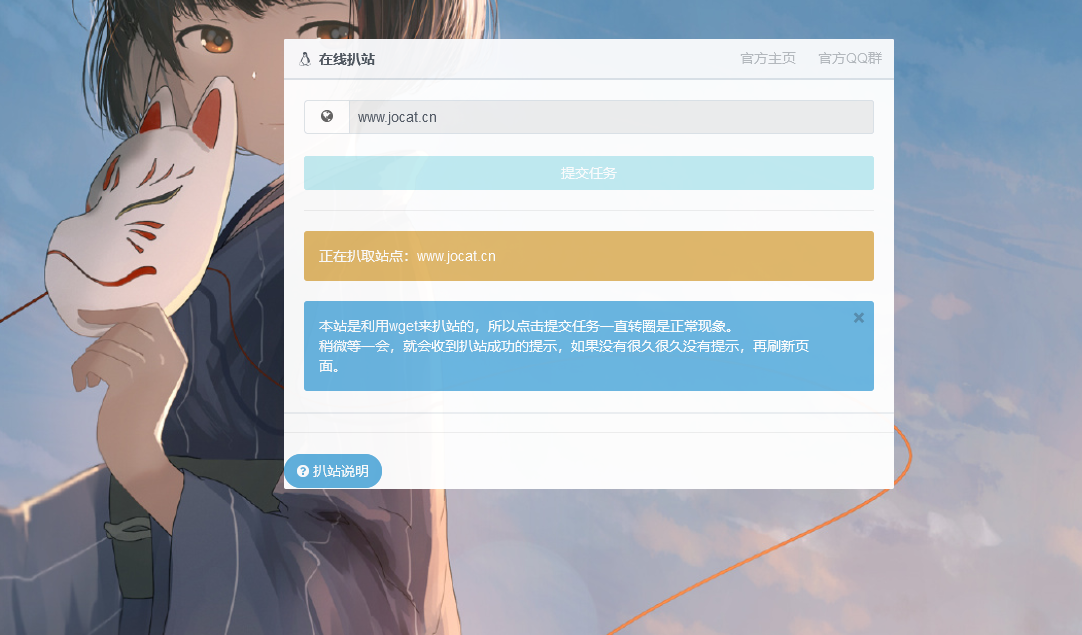 在线扒站
官方主页 官方QQ群
www.jocat.cn
提交任务
正在扒取站点：www.jocat.cn
本站是利用wget来扒站的，所以点击提交任务一直转圈是正常现象。
稍微等一会，就会收到扒站成功的提示，如果没有很久很久没有提示，再刷新页
面。
扒站说明